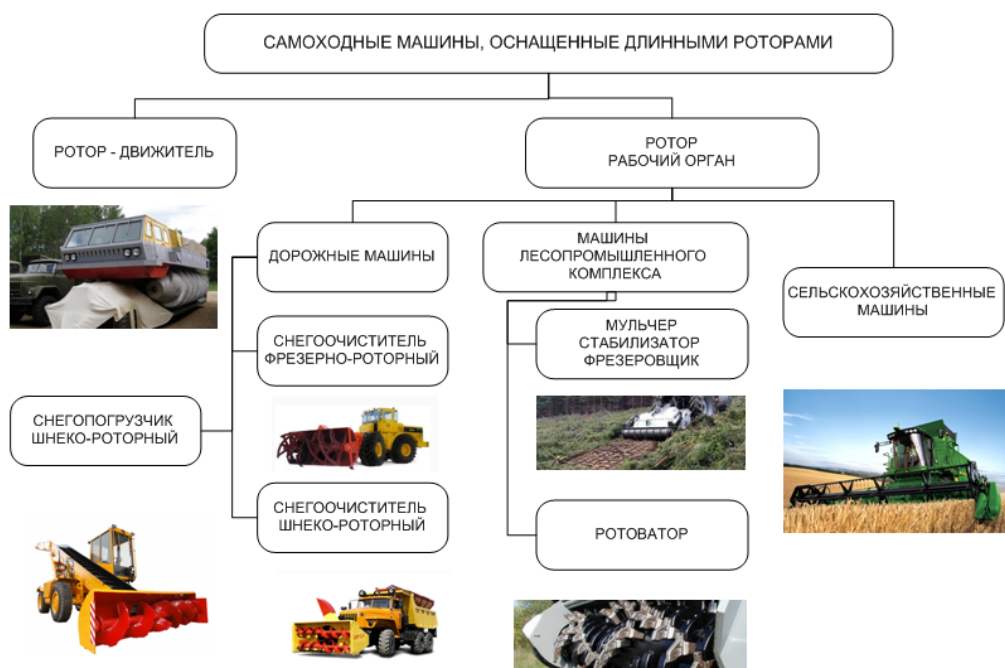 САМОХОДНЫЕ МАШИНЫ, ОСНАЩЕННЫЕ ДЛИННЫМИ РОТОРАМИ
РОТОР - ДВИЖИТЕЛЬ
РОТОР
РАБОЧИЙ ОРГАН
ДОРОЖНЫЕ МАШИНЫ
МАШИНЫ
ЛЕСОПРОМЫШЛЕННОГО
КОМПЛЕКСА
СЕЛЬСКОХОЗЯЙСТВЕННЫЕ
МАШИНЫ
СНЕГООЧИСТИТЕЛЬ
ФРЕЗЕРНО-РОТОРНЫЙ
МУЛЬЧЕР
СТАБИЛИЗАТОР
ФРЕЗЕРОВЩИК
СНЕГОПОГРУЗЧИК
ШНЕКО-РОТОРНЫЙ
СНЕГООЧИСТИТЕЛЬ
ШНЕКО-РОТОРНЫЙ
РОТОВАТОР